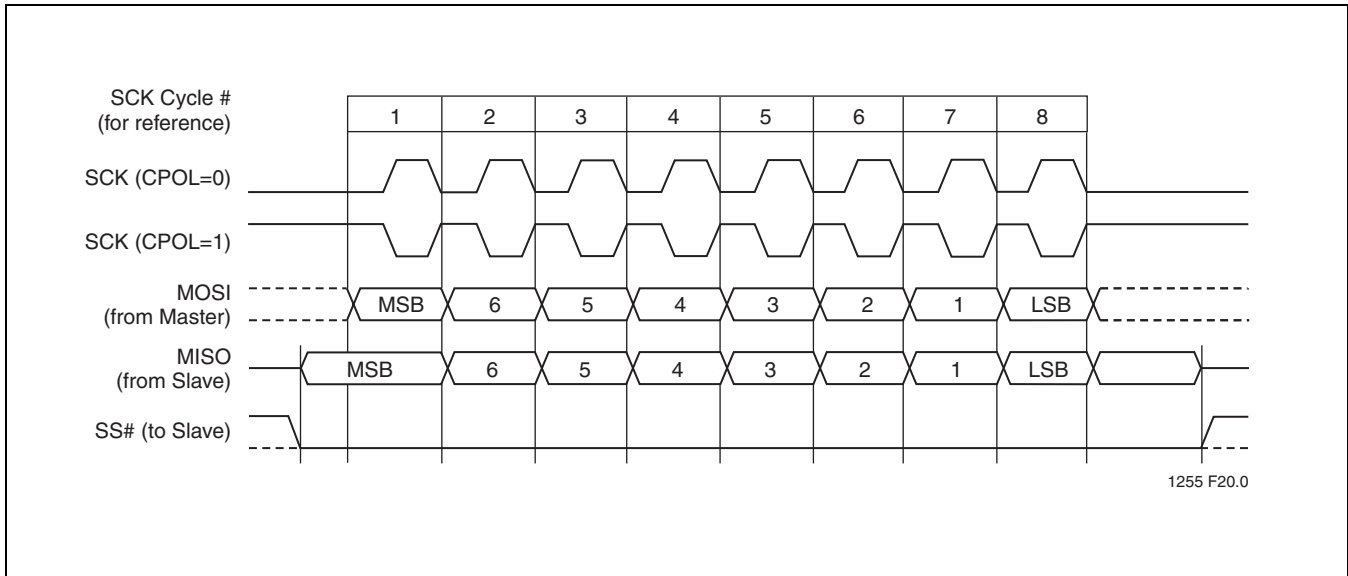 SCK Cycle #
(for reference)
1 2 3 4 5 6 7 8
SCK (CPOL=0)
SCK (CPOL=1)
MOSI
(from Master)
MSB 6 5 4 3 2 1 LSB
MISO
(from Slave)
MSB 6 5 4 3 2 1 LSB
SS# (to Slave)
1255 F20.0